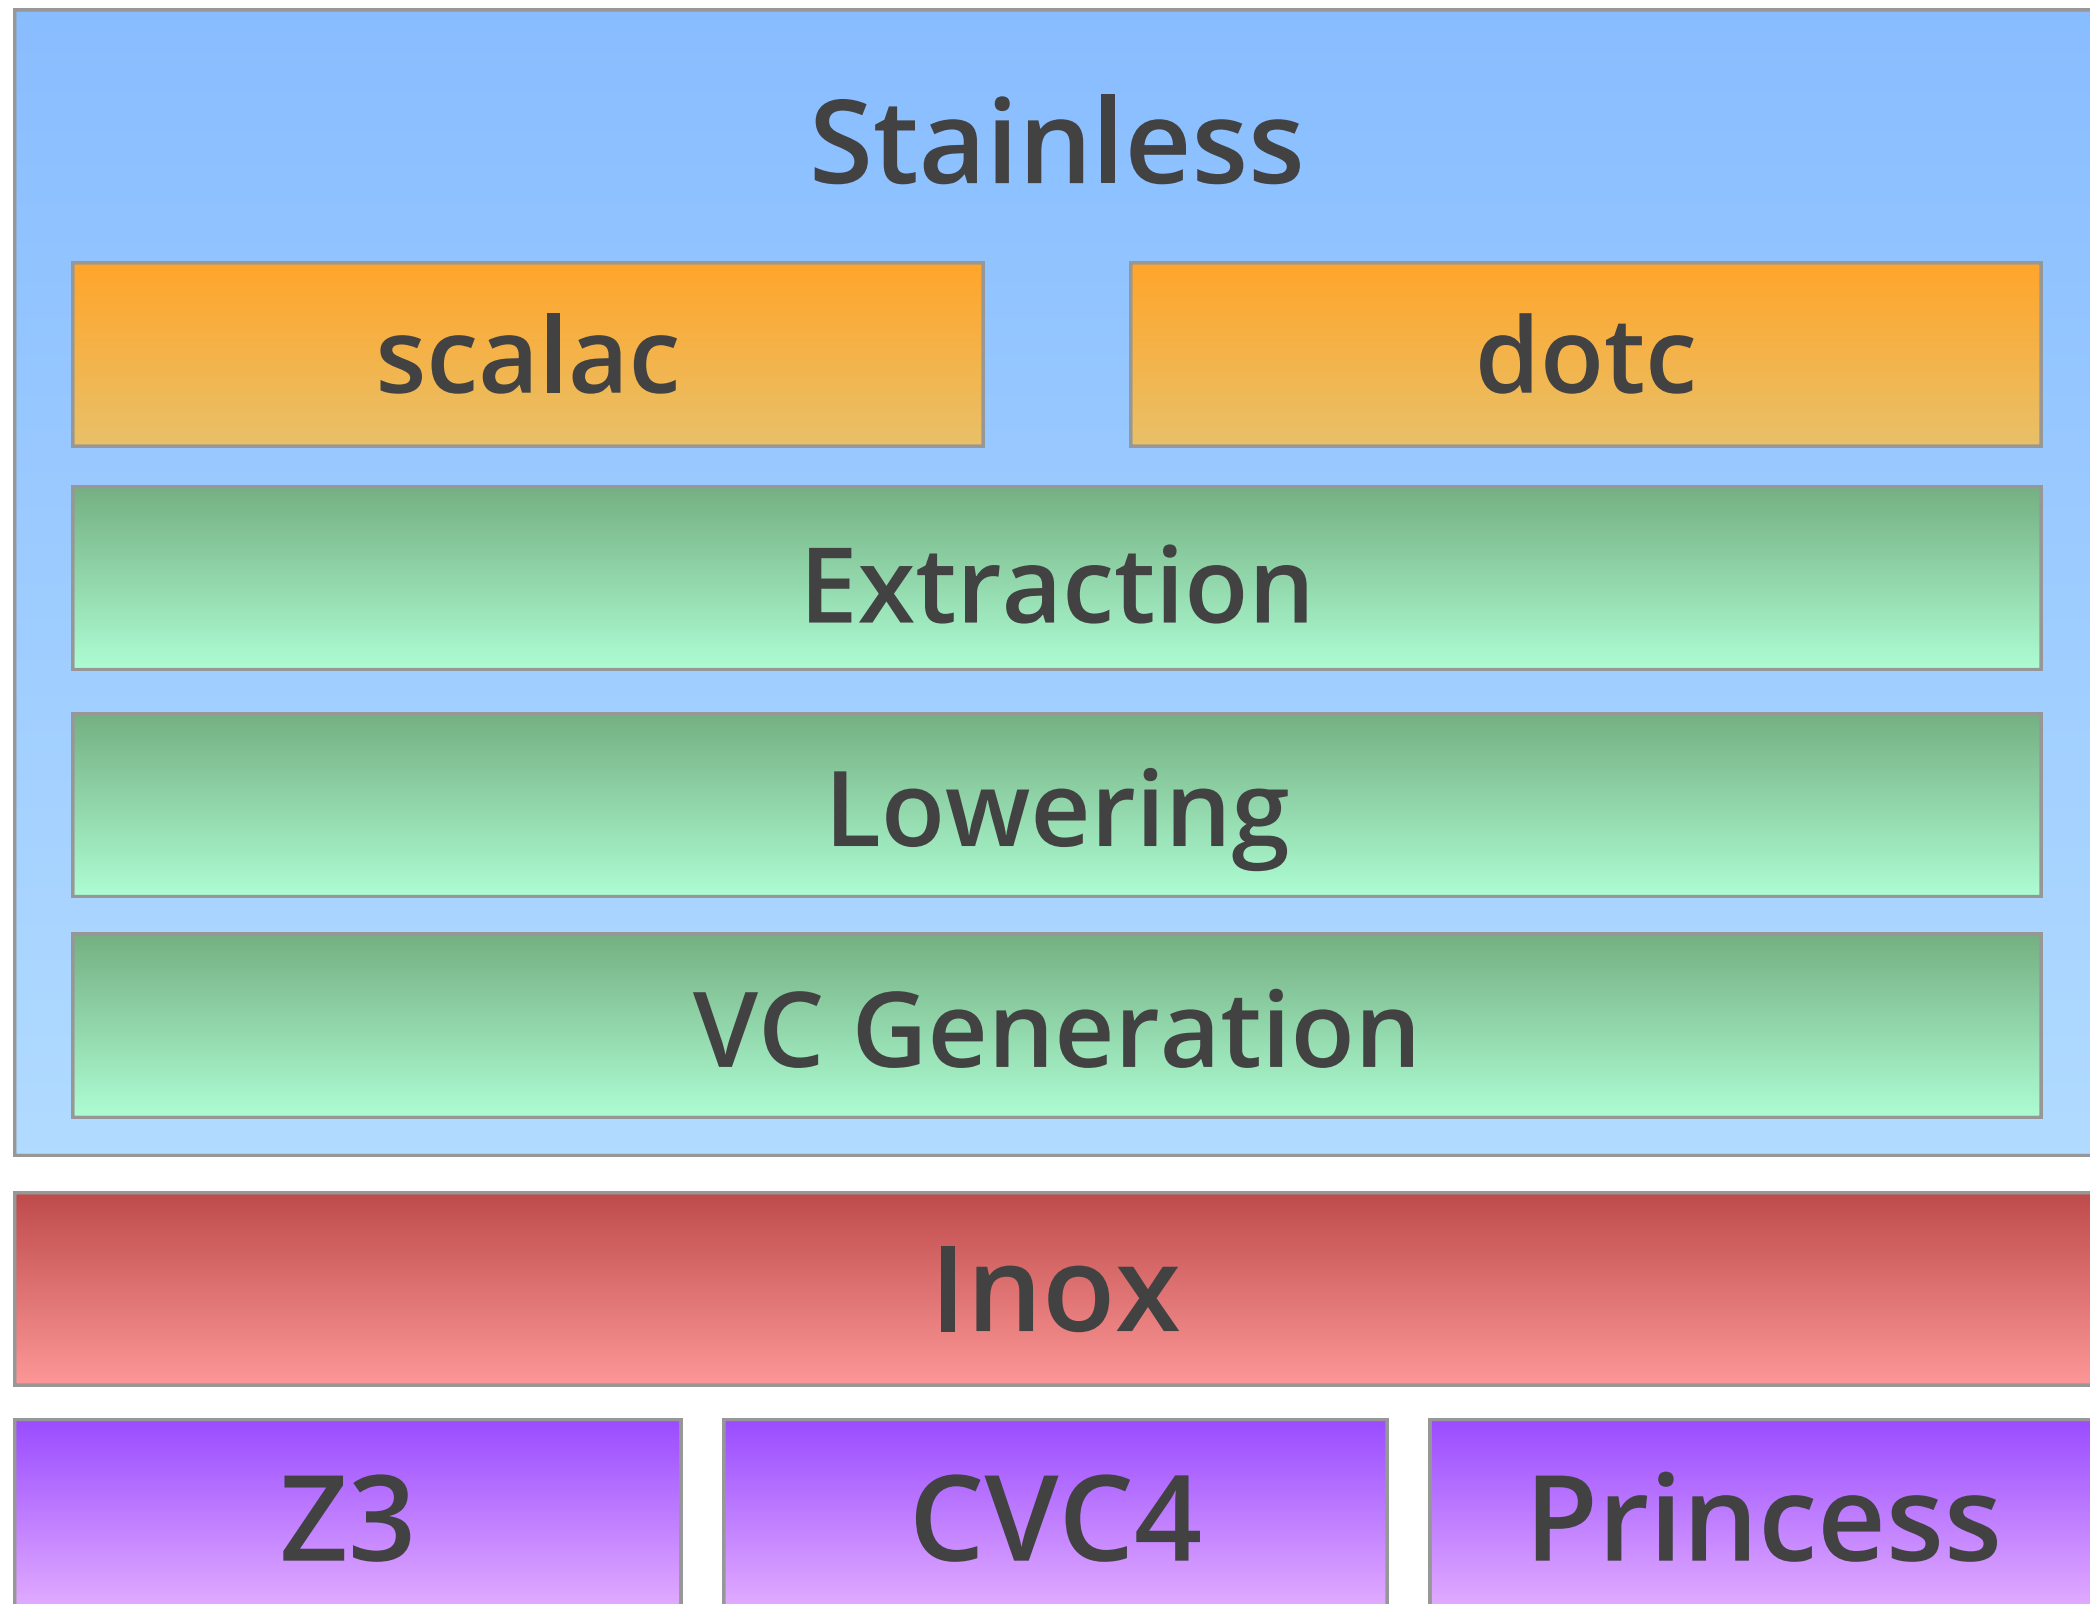 Stainless
scalac
dotc
Extraction
Lowering
VC Generation
Inox
Z3
CVC4
Princess